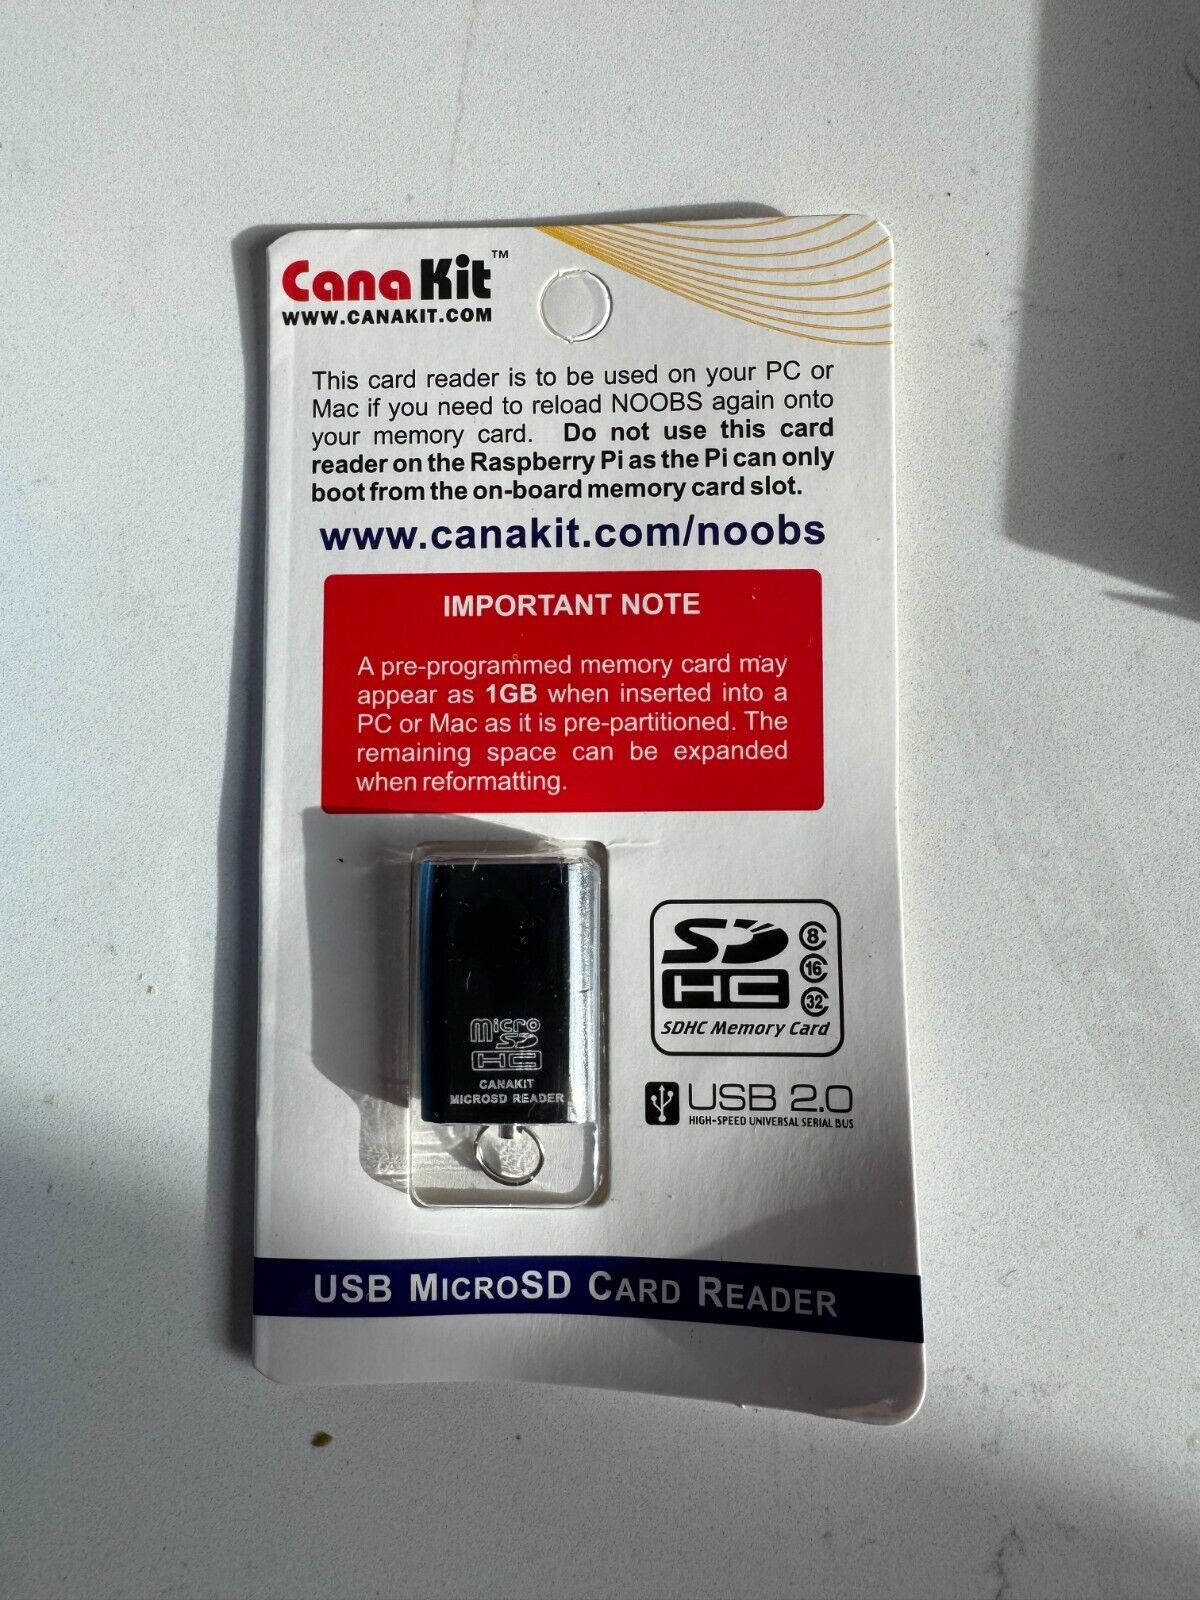 CanaKit™
WWW.CANAKIT.COM
This card reader is to be used on your PC or
Mac if you need to reload NOOBS again onto
your memory card. Do not use this card
reader on the Raspberry Pi as the Pi can only
boot from the on-board memory card slot.
www.canakit.com/noobs
IMPORTANT NOTE
A pre-programmed memory card may
appear as 1GB when inserted into a
PC or Mac as it is pre-partitioned. The
remaining space can be expanded
when reformatting.
SD
HC
8
16
32
SDHC Memory Card
micro
SD
HC
CANAKIT
MICROSD READER
USB 2.0
HIGH-SPEED UNIVERSAL SERIAL BUS
USB MICROSD CARD READER